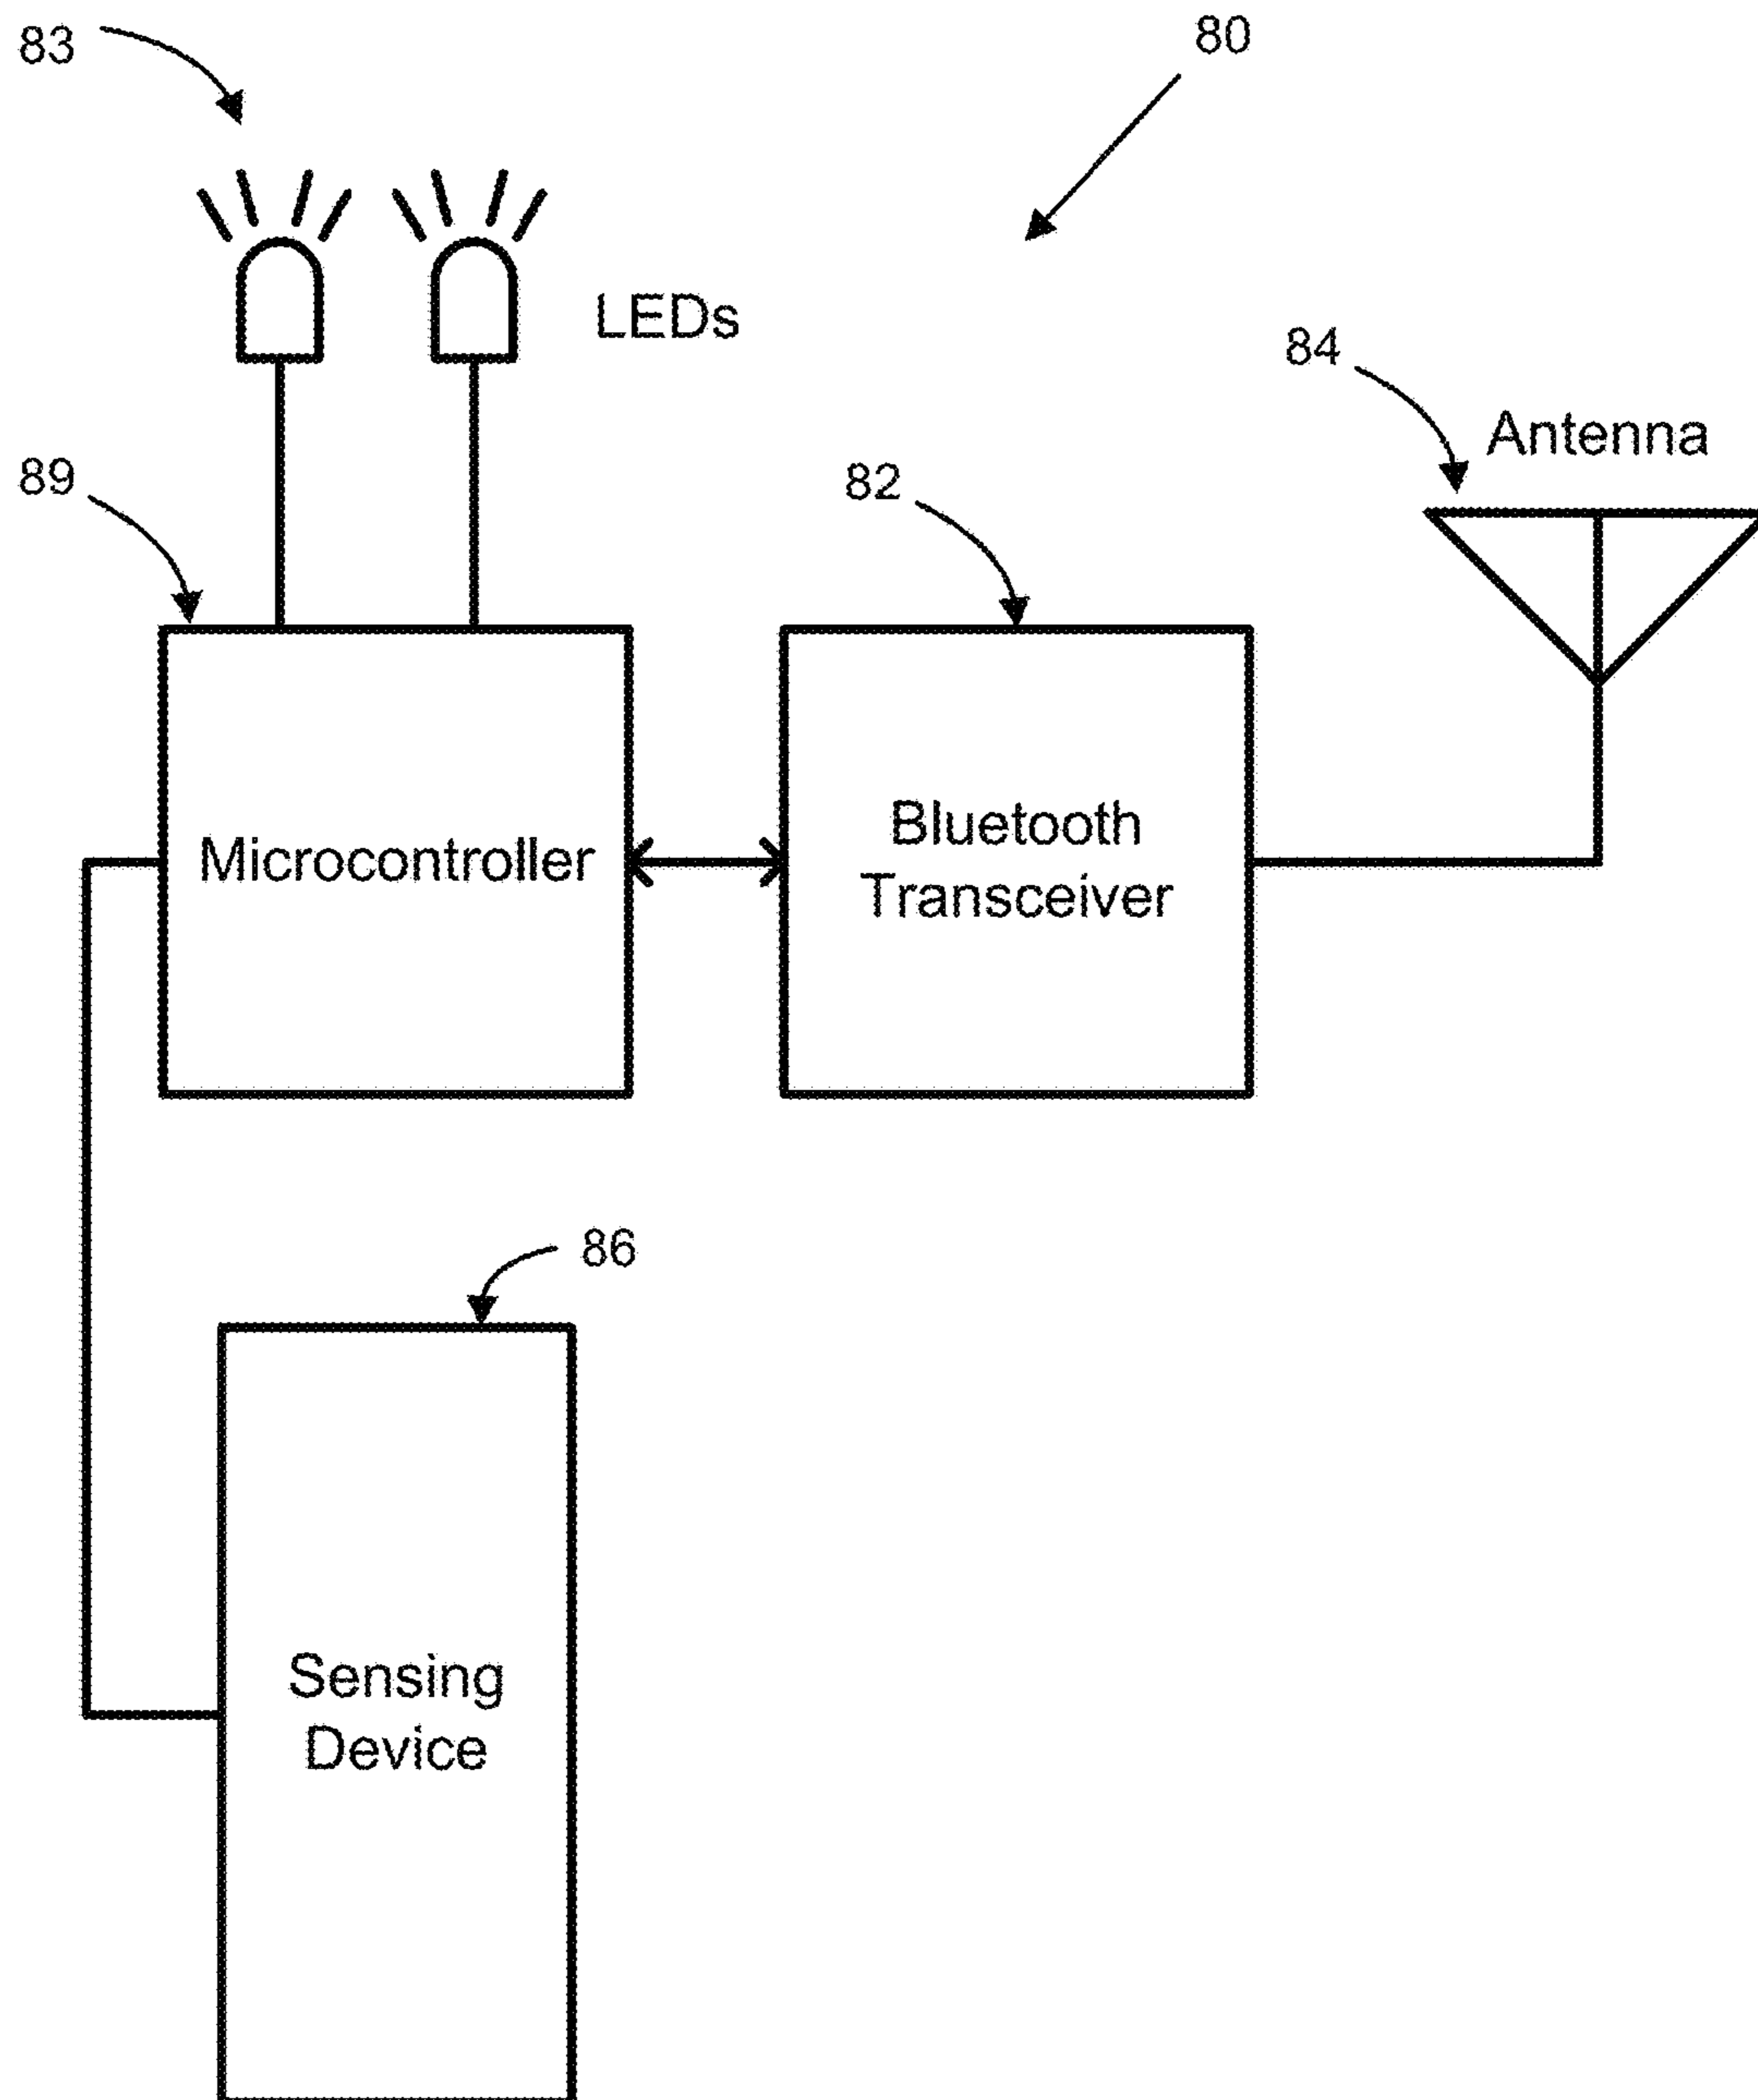 83
80
LEDs
84
Antenna
89
82
Microcontroller
Bluetooth
Transceiver
86
Sensing
Device